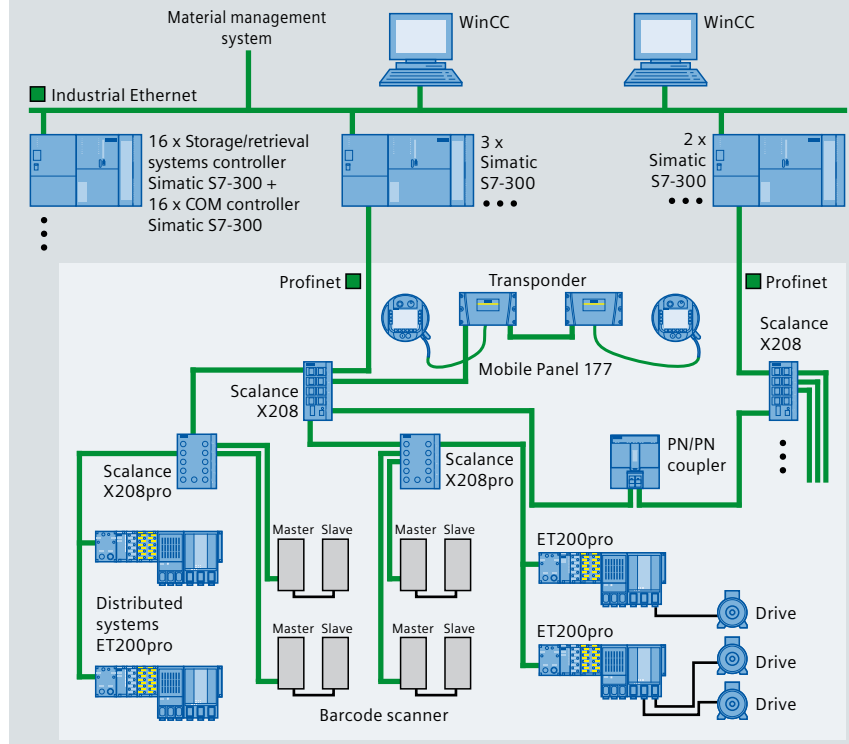 Material management
system
WinCC
WinCC
Industrial Ethernet
16 x Storage/retrieval
systems controller
Simatic S7-300 +
16 x COM controller
Simatic S7-300
3 x
Simatic
S7-300
2 x
Simatic
S7-300
Profinet
Transponder
Profinet
Mobile Panel 177
Scalance
X208
Scalance
X208
Scalance
X208pro
Scalance
X208pro
PN/PN
coupler
Master Slave
Master Slave
ET200pro
Drive
Distributed
systems
ET200pro
Master Slave
Master Slave
ET200pro
Drive
Drive
Barcode scanner